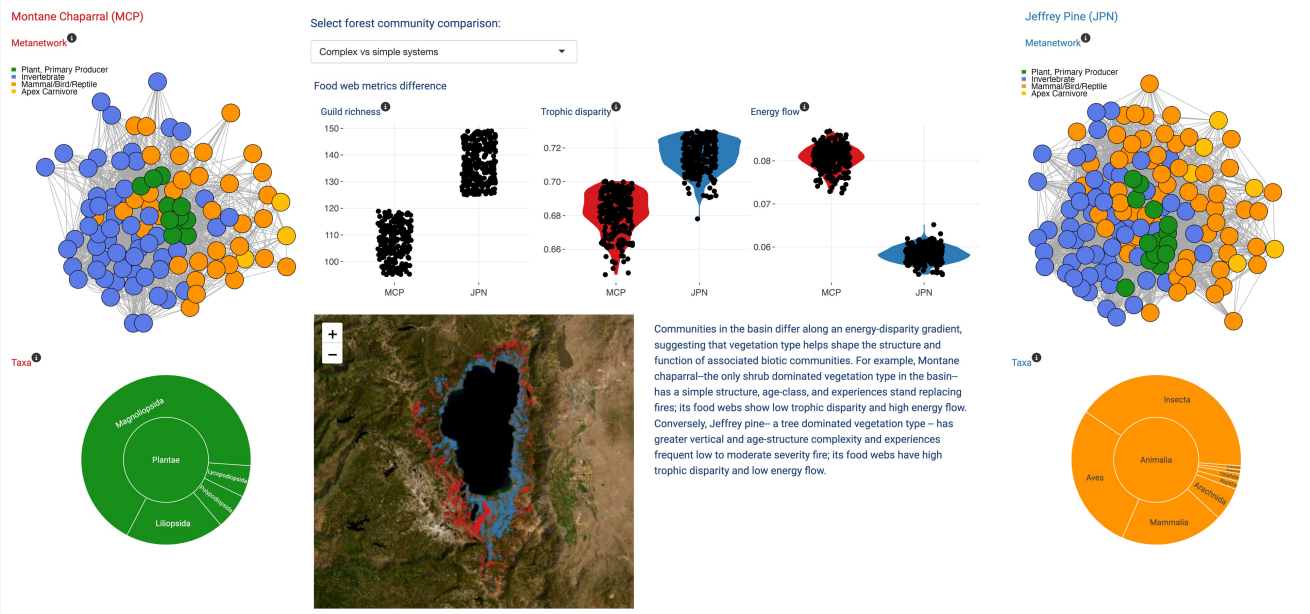 Montane Chaparral (MCP)
Metanetwork
Plant, Primary Producer
Invertebrate
Mammal/Bird/Reptile
Apex Carnivore
Taxa
Magnoliopsida
Plantae
Lycopodiopsida
Polypodiopsida
Liliopsida
Select forest community comparison:
Complex vs simple systems
Food web metrics difference
Guild richness
150
140
130
120
110
100
MCP
JPN
Trophic disparity
0.72
0.70
0.68
0.66
MCP
JPN
Energy flow
0.08
0.07
0.06
MCP
JPN
+
−
Communities in the basin differ along an energy-disparity gradient,
suggesting that vegetation type helps shape the structure and
function of associated biotic communities. For example, Montane
chaparral--the only shrub dominated vegetation type in the basin--
has a simple structure, age-class, and experiences stand replacing
fires; its food webs show low trophic disparity and high energy flow.
Conversely, Jeffrey pine-- a tree dominated vegetation type -- has
greater vertical and age-structure complexity and experiences
frequent low to moderate severity fire; its food webs have high
trophic disparity and low energy flow.
Jeffrey Pine (JPN)
Metanetwork
Plant, Primary Producer
Invertebrate
Mammal/Bird/Reptile
Apex Carnivore
Taxa
Insecta
Animalia
Aves
Arachnida
Mammalia